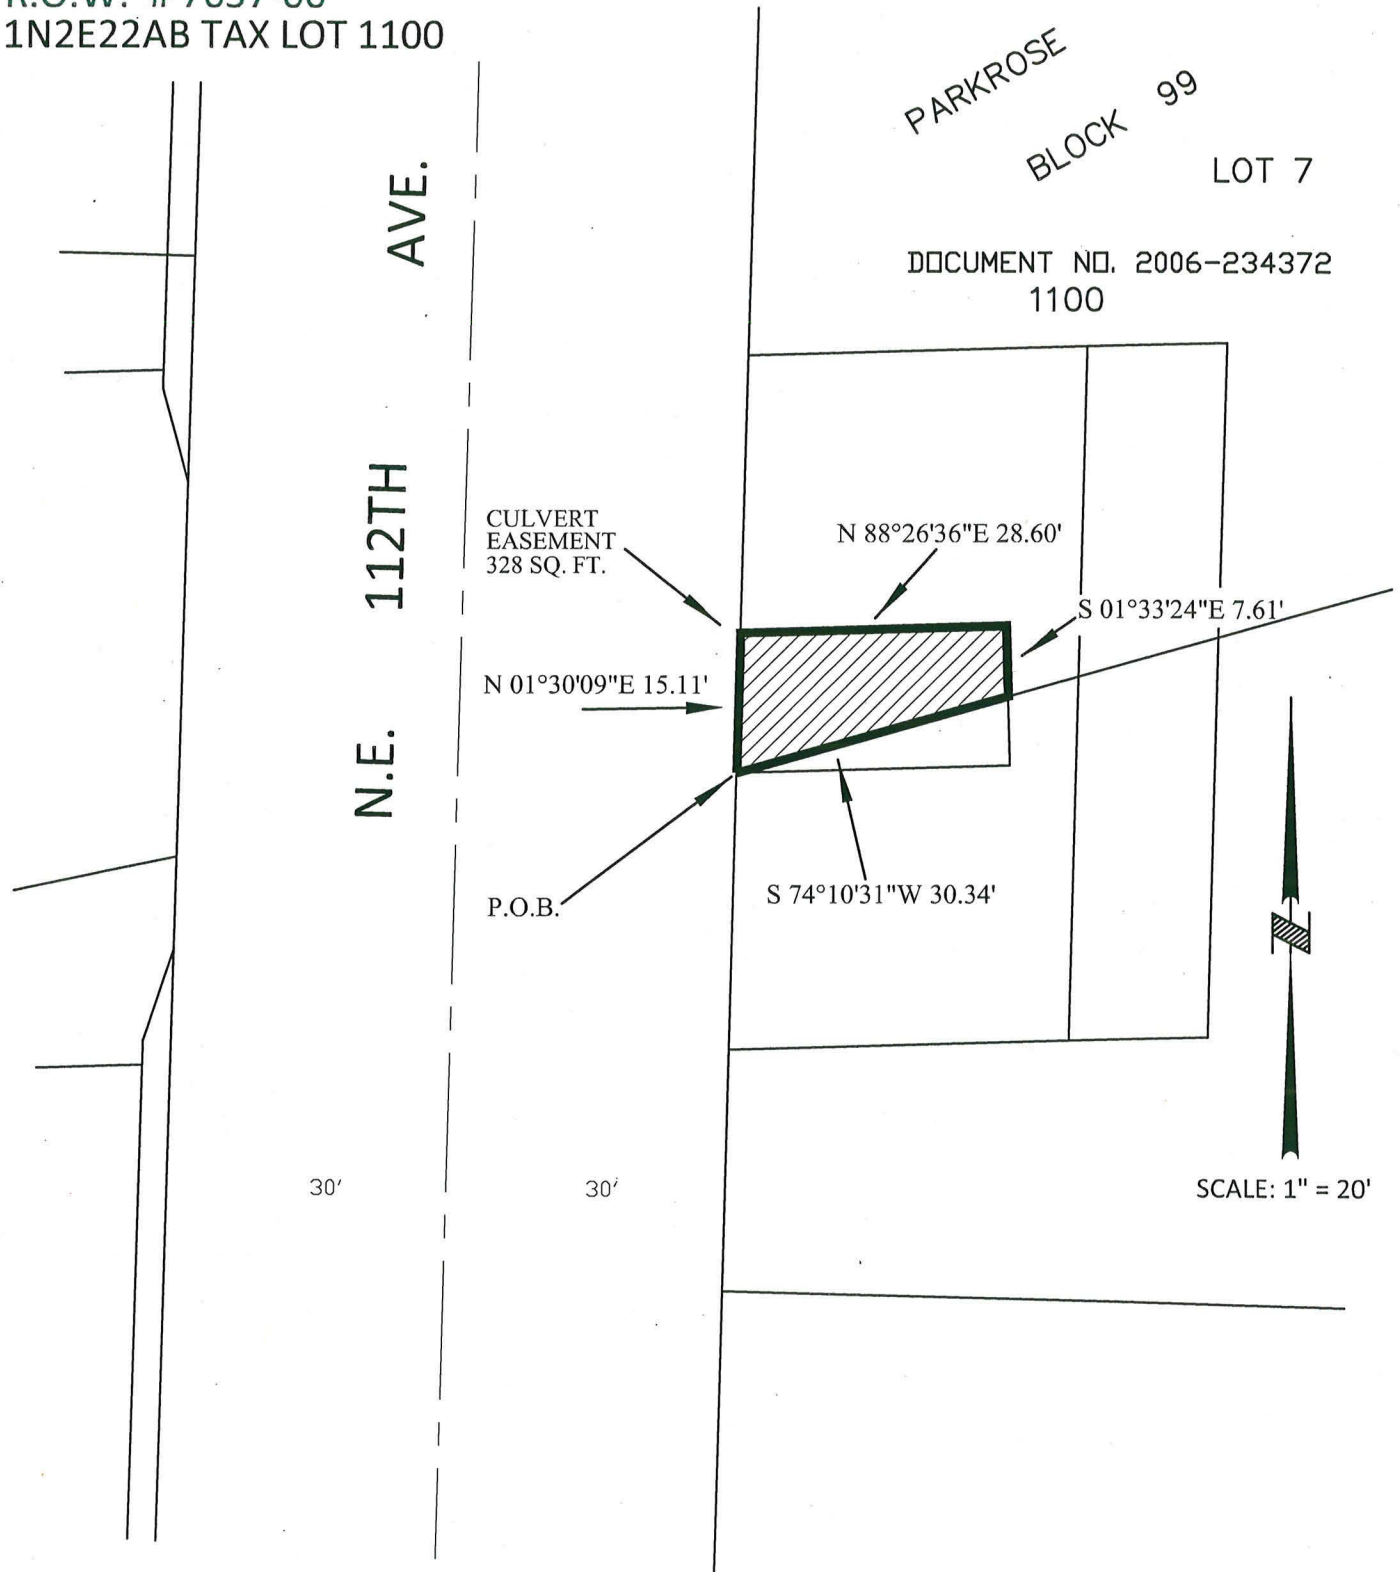 1N2E22AB TAX LOT 1100
PARKROSE
BLOCK 99
LOT 7
DOCUMENT NO. 2006-234372
1100
N.E. 112TH AVE.
CULVERT
EASEMENT
328 SQ. FT.
N 88°26'36"E 28.60'
S 01°33'24"E 7.61'
N 01°30'09"E 15.11'
P.O.B.
S 74°10'31"W 30.34'
N
30'
30'
SCALE: 1" = 20'